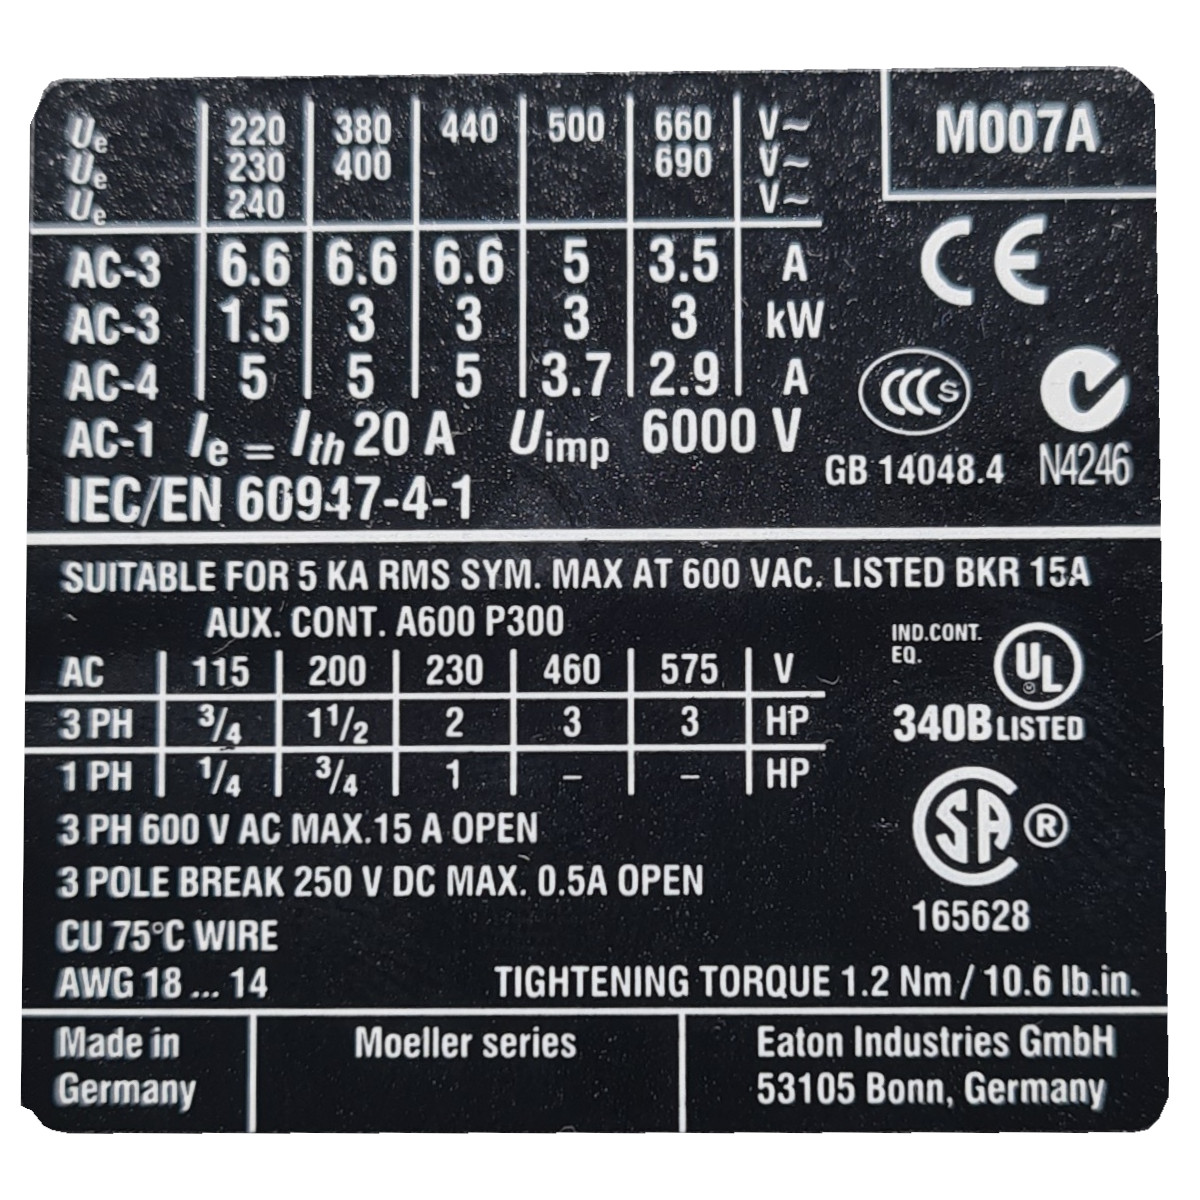 Ue 220 380 440 500 660 V~
Ue 230 400 690 V~
Ue 240 V~
M007A
AC-3 6.6 6.6 6.6 5 3.5 A
AC-3 1.5 3 3 3 3 kW
AC-4 5 5 5 3.7 2.9 A
AC-1 Ie = Ith 20 A Uimp 6000 V
IEC/EN 60947-4-1
CE
CCC S
GB 14048.4
N4246
SUITABLE FOR 5 KA RMS SYM. MAX AT 600 VAC. LISTED BKR 15A
AUX. CONT. A600 P300
AC 115 200 230 460 575 V
3 PH 3/4 1 1/2 2 3 3 HP
1 PH 1/4 3/4 1 – – HP
IND.CONT.
EQ.
UL
340B LISTED
3 PH 600 V AC MAX.15 A OPEN
3 POLE BREAK 250 V DC MAX. 0.5A OPEN
CU 75°C WIRE
AWG 18 ... 14
SA ®
165628
TIGHTENING TORQUE 1.2 Nm / 10.6 lb.in.
Made in
Germany
Moeller series
Eaton Industries GmbH
53105 Bonn, Germany